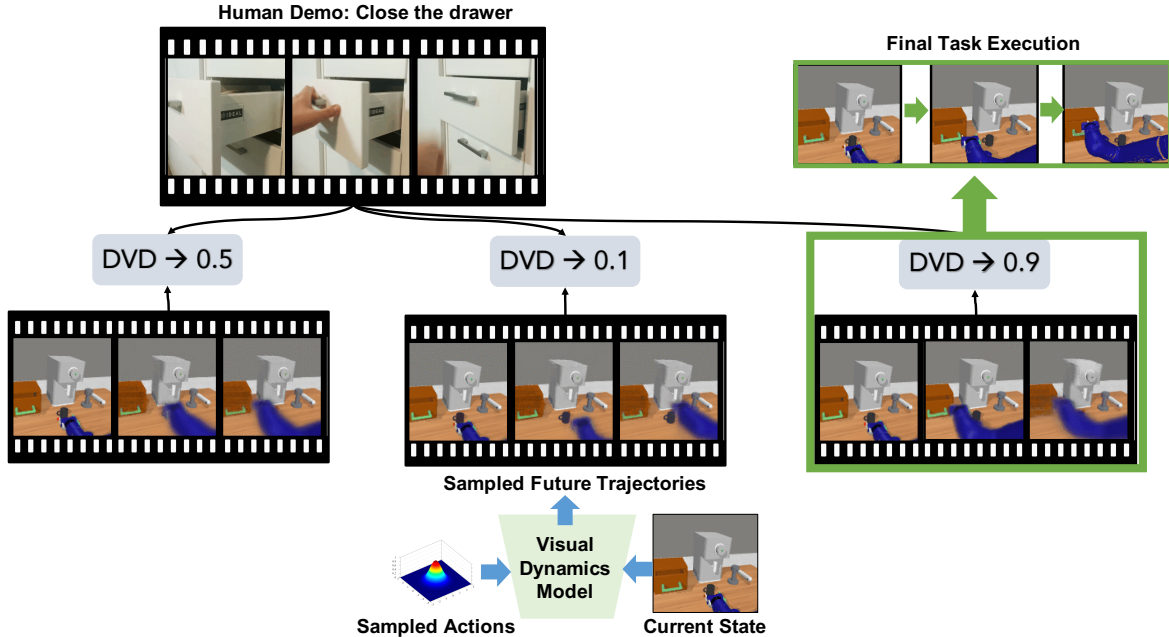 Human Demo: Close the drawer
Final Task Execution
IDEAL
DVD → 0.5
DVD → 0.1
DVD → 0.9
Sampled Future Trajectories
Visual
Dynamics
Model
Sampled Actions
Current State